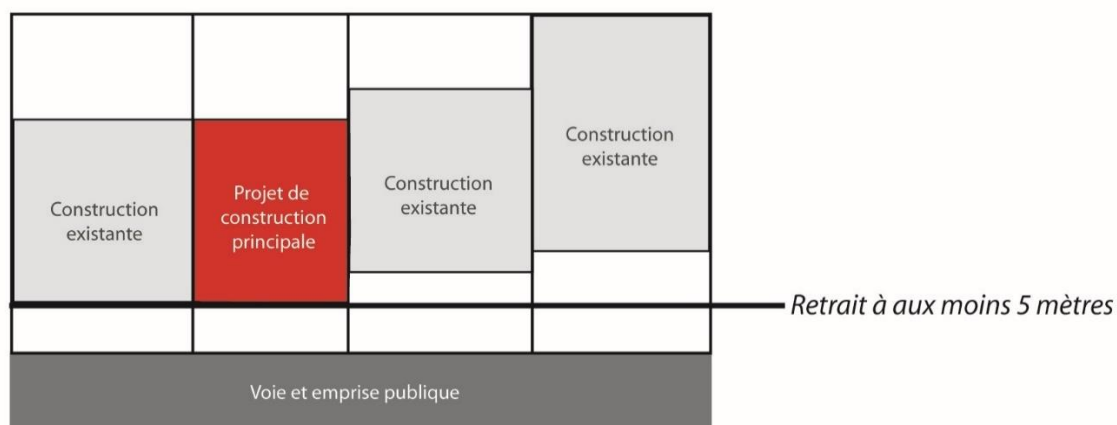 Construction
existante
Projet de
construction
principale
Construction
existante
Construction
existante
Retrait à aux moins 5 mètres
Voie et emprise publique